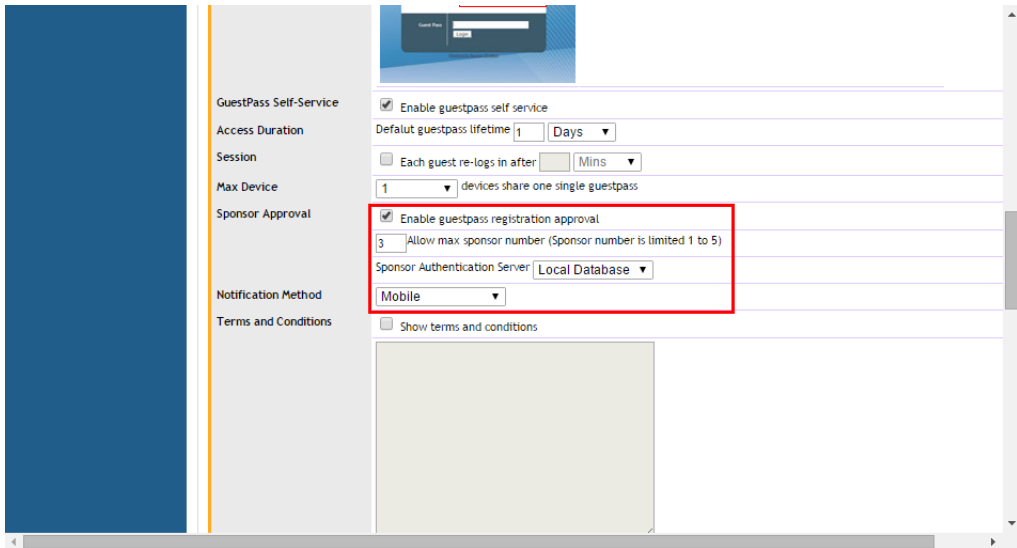 Guest Pass
Login
GuestPass Self-Service Enable guestpass self service
Access Duration Defalut guestpass lifetime 1 Days
Session Each guest re-logs in after Mins
Max Device 1 devices share one single guestpass
Sponsor Approval Enable guestpass registration approval
3 Allow max sponsor number (Sponsor number is limited 1 to 5)
Sponsor Authentication Server Local Database
Notification Method Mobile
Terms and Conditions Show terms and conditions